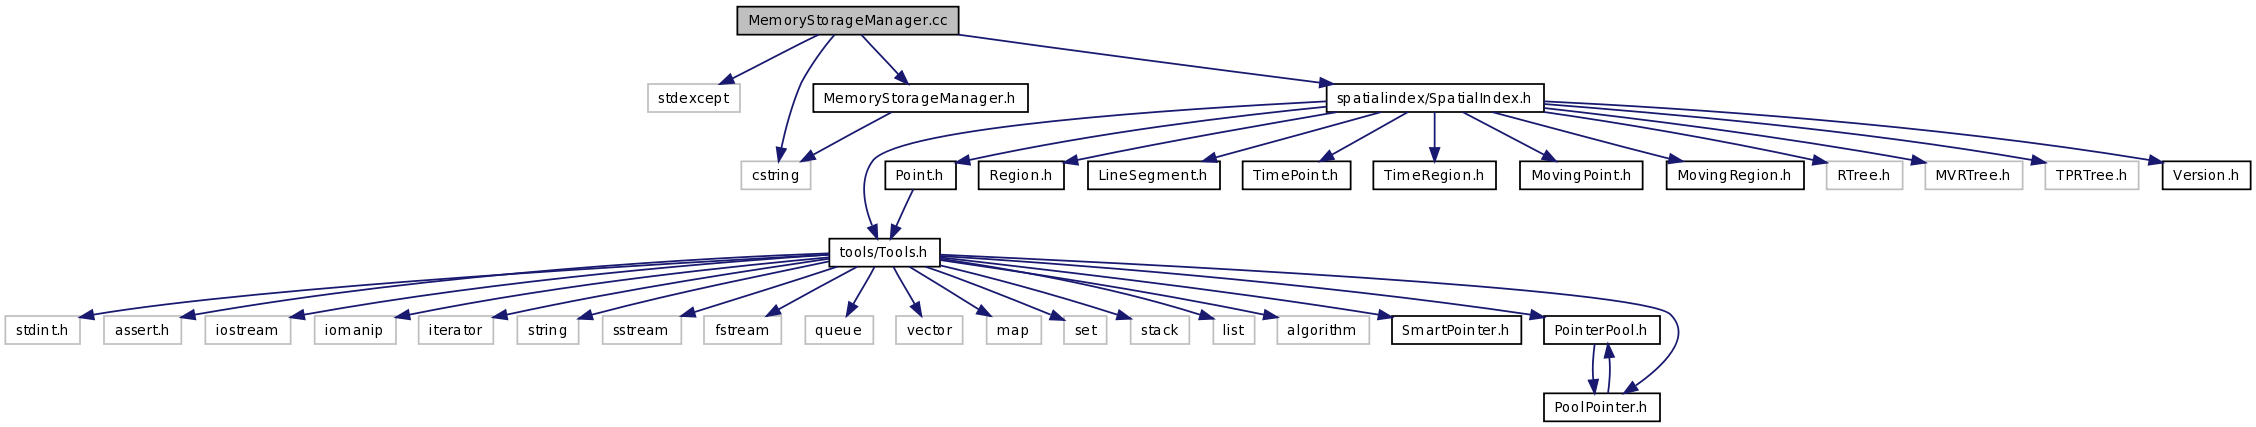 MemoryStorageManager.cc
stdexcept
MemoryStorageManager.h
spatialindex/SpatialIndex.h
cstring
Point.h
Region.h
LineSegment.h
TimePoint.h
TimeRegion.h
MovingPoint.h
MovingRegion.h
RTree.h
MVRTree.h
TPRTree.h
Version.h
tools/Tools.h
stdint.h
assert.h
iostream
iomanip
iterator
string
sstream
fstream
queue
vector
map
set
stack
list
algorithm
SmartPointer.h
PointerPool.h
PoolPointer.h